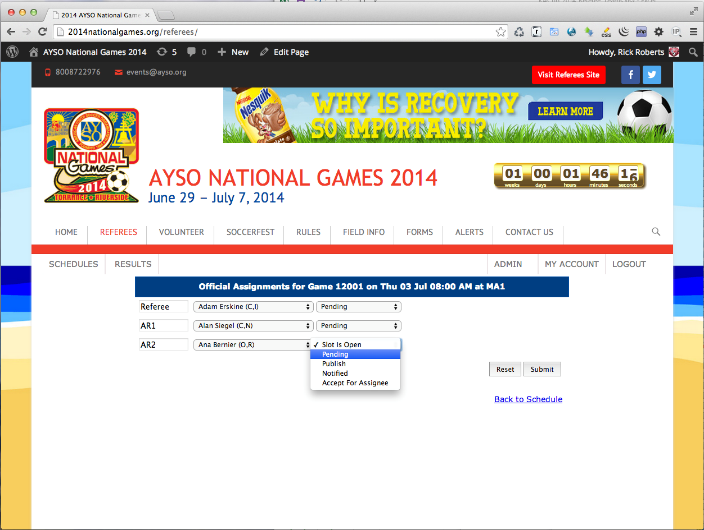 2014 AYSO National Game
2014nationalgames.org/referees/
AYSO National Games 2014 5 0 + New Edit Page Howdy, Rick Roberts
8008722976 events@ayso.org Visit Referees Site
Nesquik
WHY IS RECOVERY
SO IMPORTANT?
LEARN MORE
AYSO
NATIONAL
Games
2014
TORRANCE RIVERSIDE
AYSO NATIONAL GAMES 2014
June 29 – July 7, 2014
01 00 01 46
weeks days hours minutes seconds
HOME REFEREES VOLUNTEER SOCCERFEST RULES FIELD INFO FORMS ALERTS CONTACT US
SCHEDULES RESULTS ADMIN MY ACCOUNT LOGOUT
Official Assignments for Game 12001 on Thu 03 Jul 08:00 AM at MA1
Referee Adam Erskine (C,I) Pending
AR1 Alan Siegel (C,N) Pending
AR2 Ana Bernier (O,R) ✓ Slot Is Open
Pending
Publish
Notified
Accept For Assignee
Reset Submit
Back to Schedule